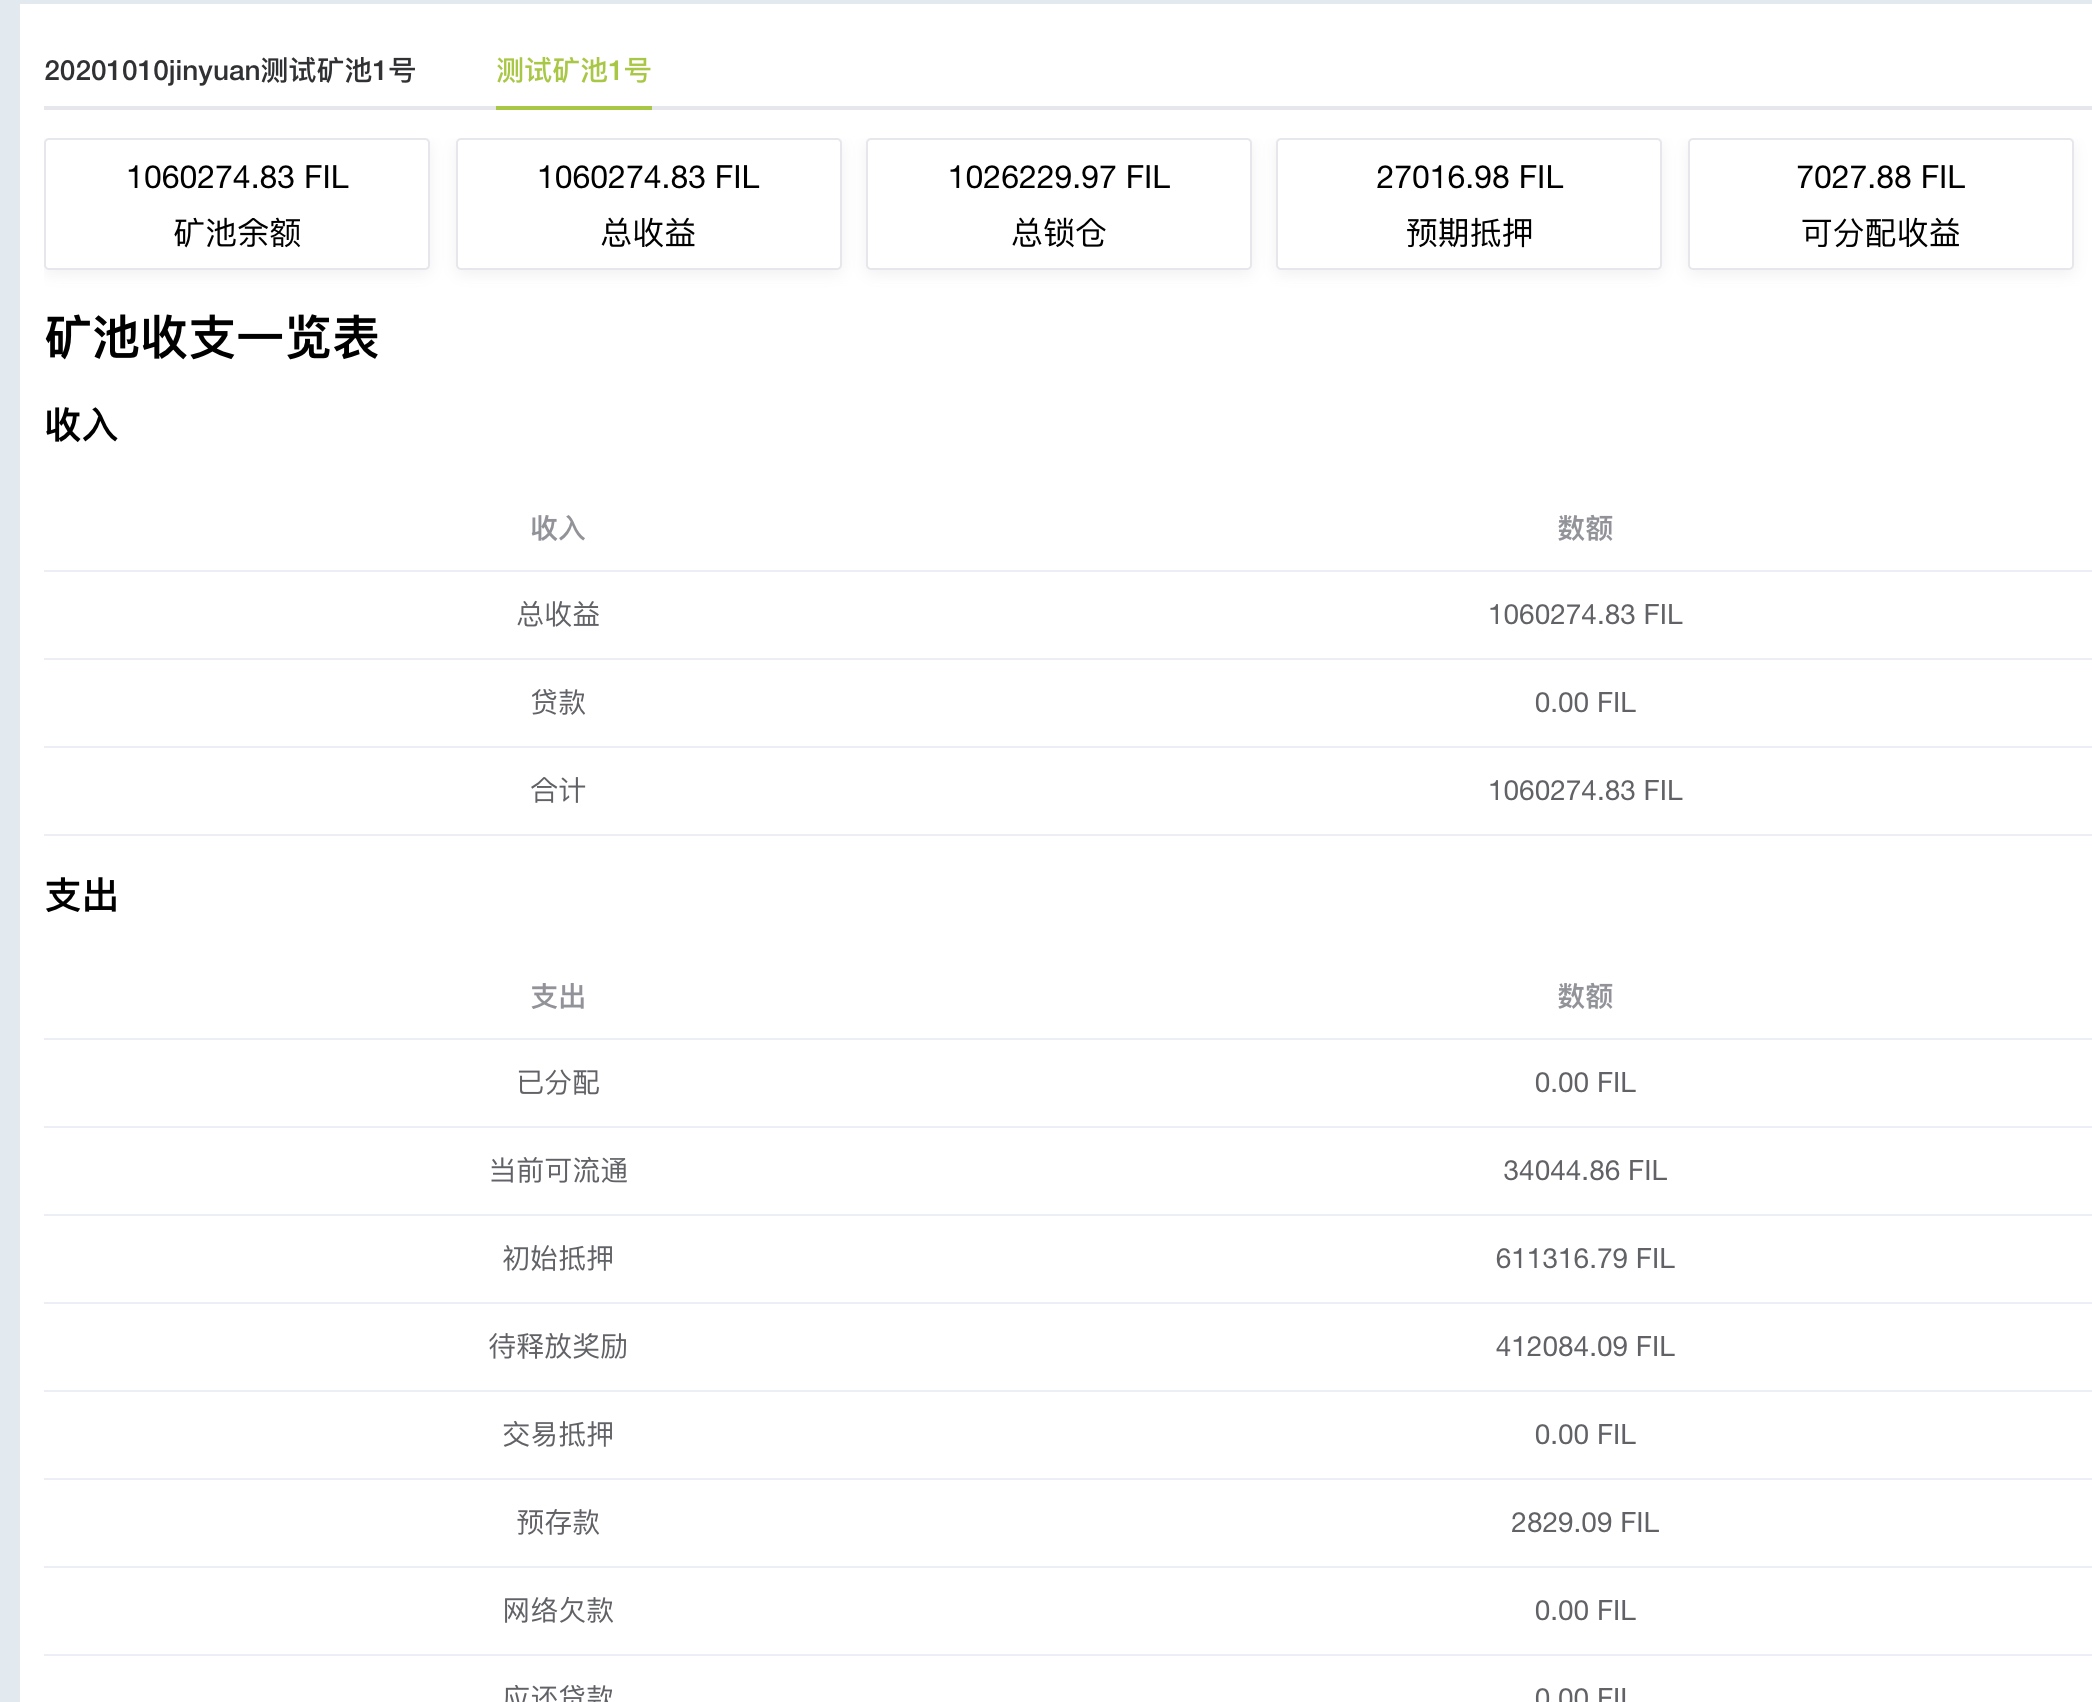 20201010jinyuan测试矿池1号 测试矿池1号
1060274.83 FIL 1060274.83 FIL 1026229.97 FIL 27016.98 FIL 7027.88 FIL
矿池余额 总收益 总锁仓 预期抵押 可分配收益
矿池收支一览表
收入
收入 数额
总收益 1060274.83 FIL
贷款 0.00 FIL
合计 1060274.83 FIL
支出
支出 数额
已分配 0.00 FIL
当前可流通 34044.86 FIL
初始抵押 611316.79 FIL
待释放奖励 412084.09 FIL
交易抵押 0.00 FIL
预存款 2829.09 FIL
网络欠款 0.00 FIL
应还贷款 0.00 FIL